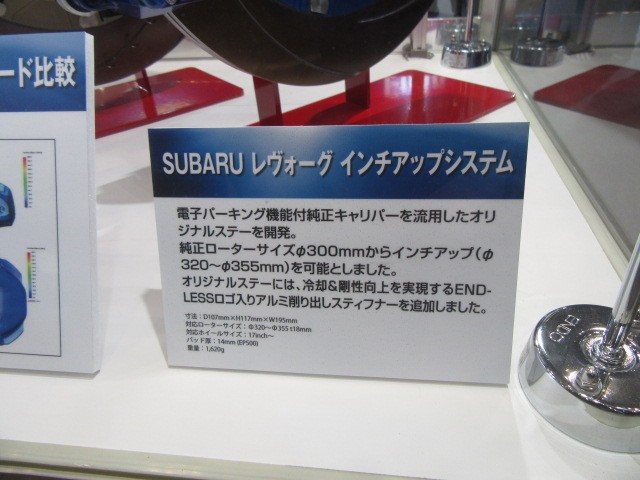 ード比較
SUBARU レヴォーグ インチアップシステム
電子パーキング機能付純正キャリパーを流用したオリ
ジナルステーを開発。
純正ローターサイズφ300mmからインチアップ(φ
320～φ355mm)を可能としました。
オリジナルステーには、冷却&剛性向上を実現するEND-
LESSロゴ入りアルミ削り出しスティフナーを追加しました。
寸法：D107mm×H117mm×W195mm
対応ローターサイズ：Φ320～Φ355 t18mm
対応ホイールサイズ：17inch～
パッド厚：14mm (EP500)
重量：1,620g